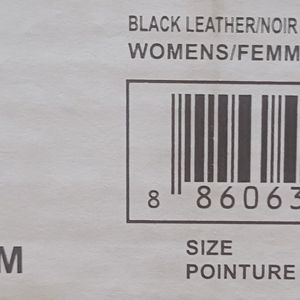 BLACK LEATHER/NOIR
WOMENS/FEMM
8 86063
M
SIZE
POINTURE